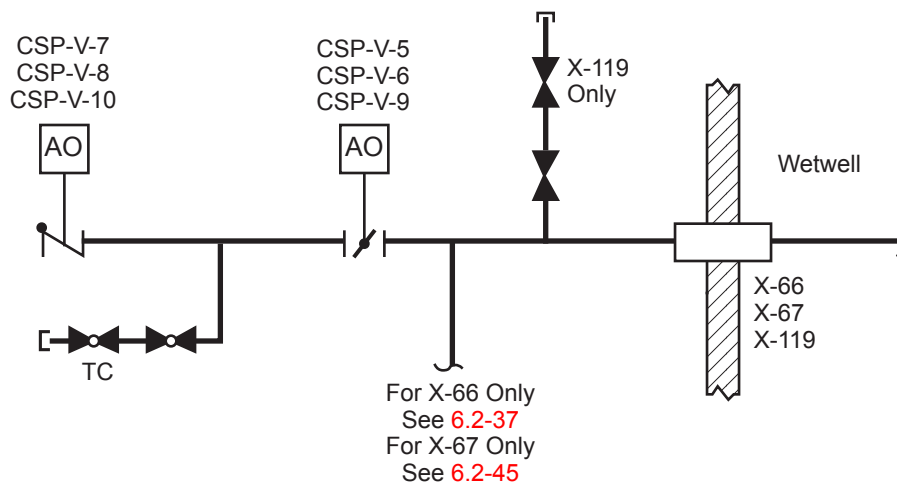 CSP-V-7
CSP-V-8
CSP-V-10
AO
CSP-V-5
CSP-V-6
CSP-V-9
AO
X-119
Only
Wetwell
X-66
X-67
X-119
TC
For X-66 Only
See 6.2-37
For X-67 Only
See 6.2-45